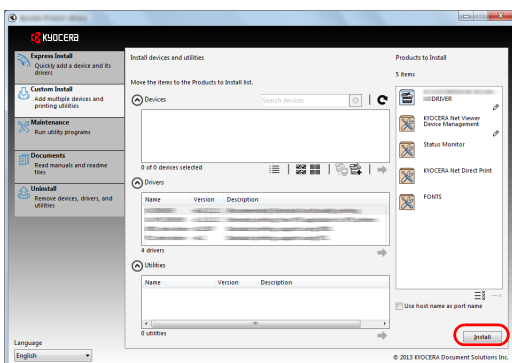 KYOCERA
Express Install
Quickly add a device and its
drivers
Custom Install
Add multiple devices and
printing utilities
Maintenance
Run utility programs
Documents
Read manuals and readme
files
Uninstall
Remove devices, drivers, and
utilities
Language
English
Install devices and utilities
Move the items to the Products to Install list.
Devices
Search devices
0 of 0 devices selected
Drivers
Name Version Description
4 drivers
Utilities
Name Version Description
0 utilities
Products to Install
5 items
DRIVER
KYOCERA Net Viewer
Device Management
Status Monitor
KYOCERA Net Direct Print
FONTS
Use host name as port name
Install
© 2013 KYOCERA Document Solutions Inc.